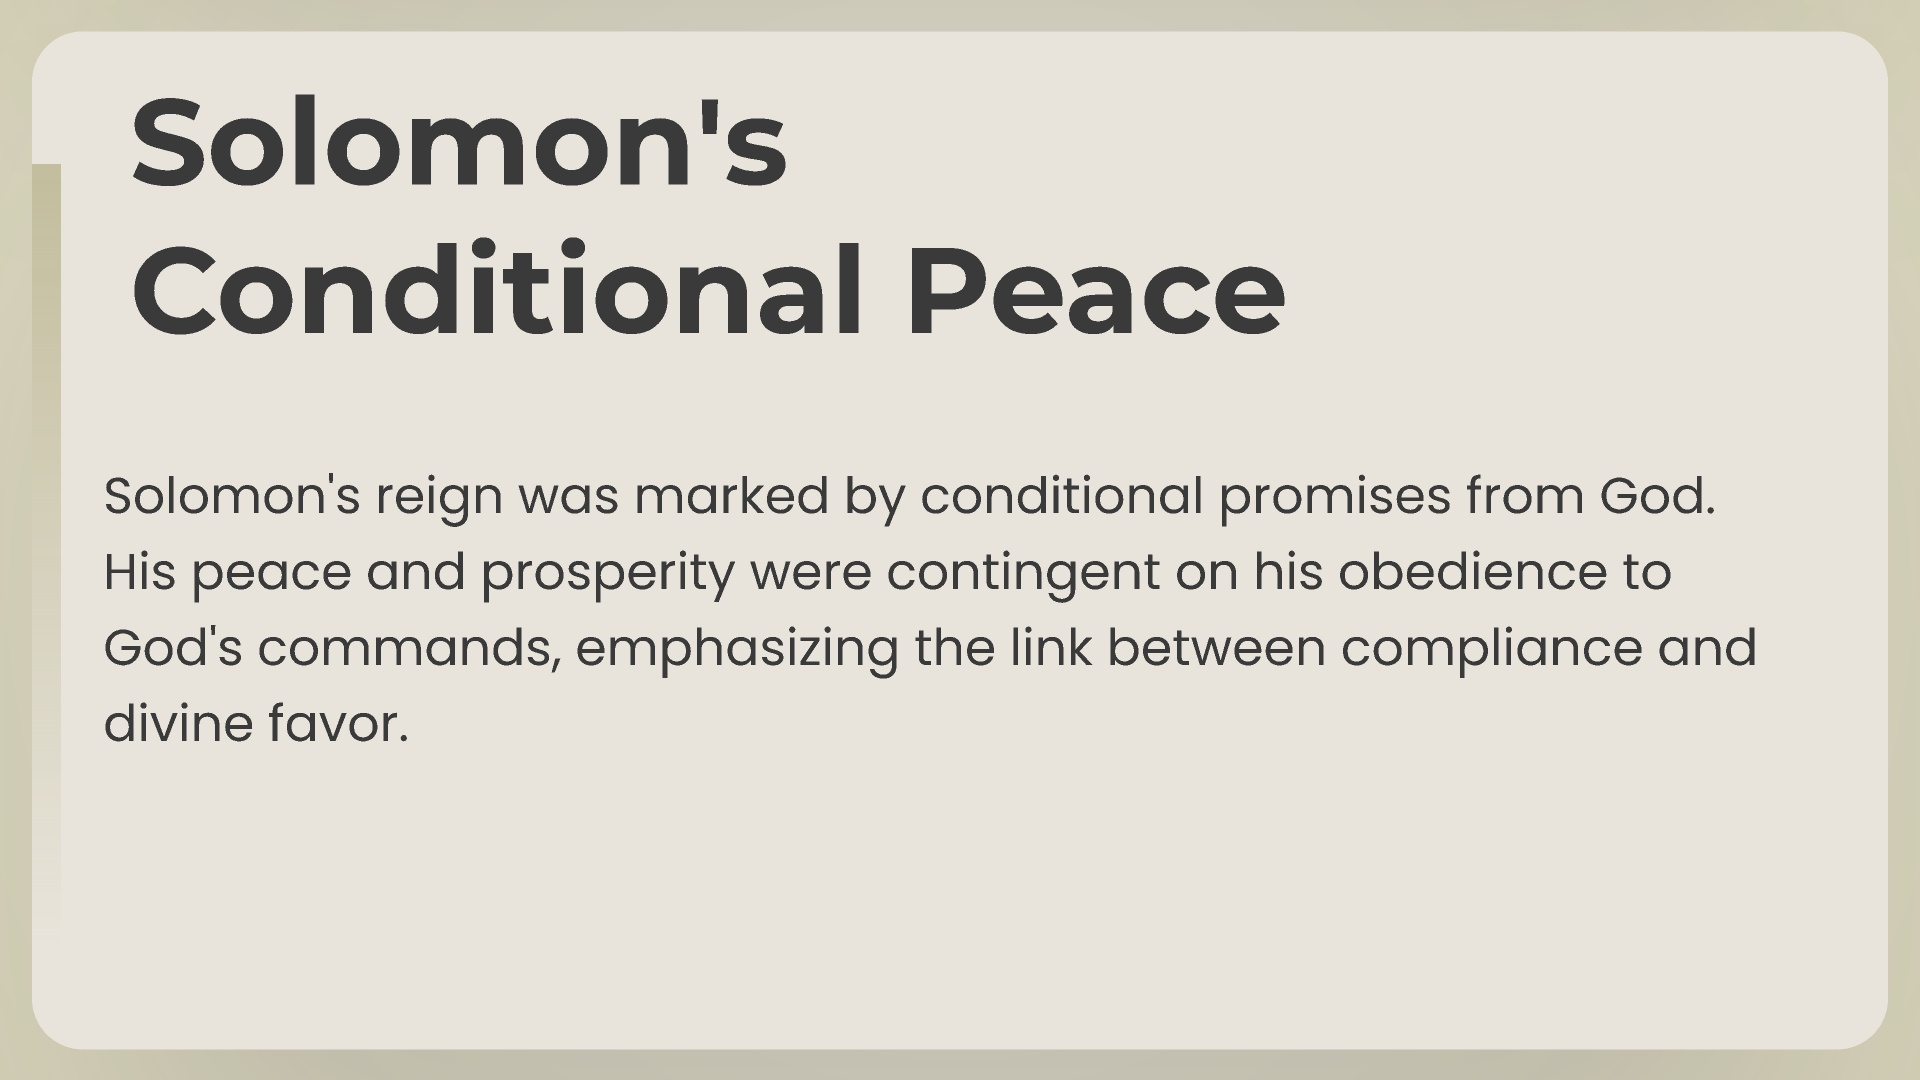 Solomon's
Conditional Peace
Solomon's reign was marked by conditional promises from God.
His peace and prosperity were contingent on his obedience to
God's commands, emphasizing the link between compliance and
divine favor.